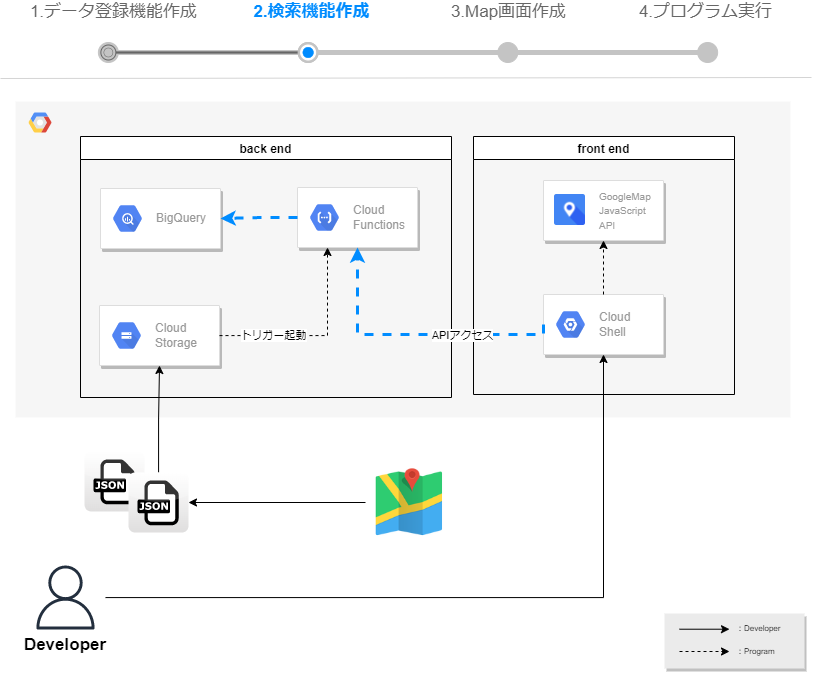 1.データ登録機能作成
2.検索機能作成
3.Map画面作成
4.プログラム実行
back end
front end
BigQuery
Cloud
Functions
GoogleMap
JavaScript
API
Cloud
Storage
トリガー起動
APIアクセス
Cloud
Shell
JSON
JSON
Developer
: Developer
: Program